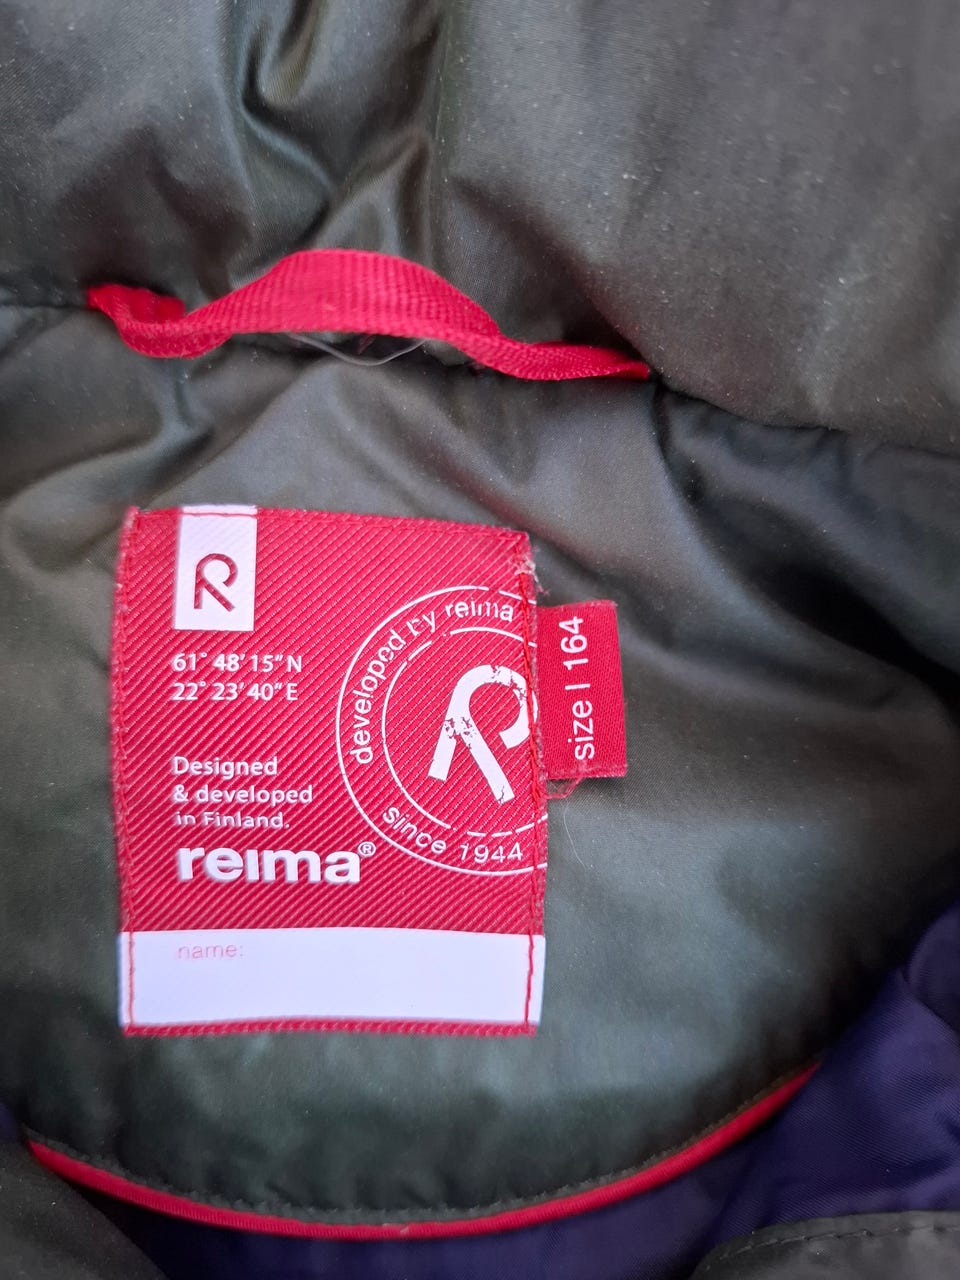 R
61° 48' 15" N
22° 23' 40" E
Designed
& developed
in Finland.
reima®
name:
developed by reima
R
since 1944
size | 164